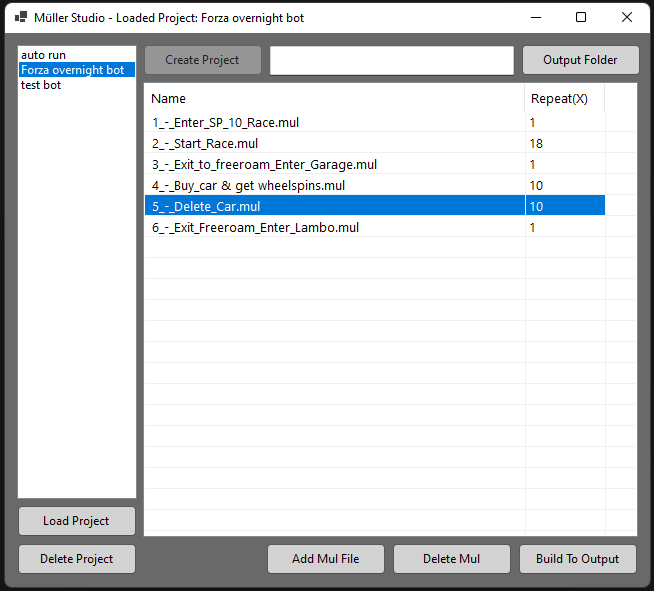 Müller Studio - Loaded Project: Forza overnight bot
auto run
Forza overnight bot
test bot
Create Project
Output Folder
Name Repeat(X)
1_-_Enter_SP_10_Race.mul 1
2_-_Start_Race.mul 18
3_-_Exit_to_freeroam_Enter_Garage.mul 1
4_-_Buy_car & get wheelspins.mul 10
5_-_Delete_Car.mul 10
6_-_Exit_Freeroam_Enter_Lambo.mul 1
Load Project
Delete Project
Add Mul File
Delete Mul
Build To Output